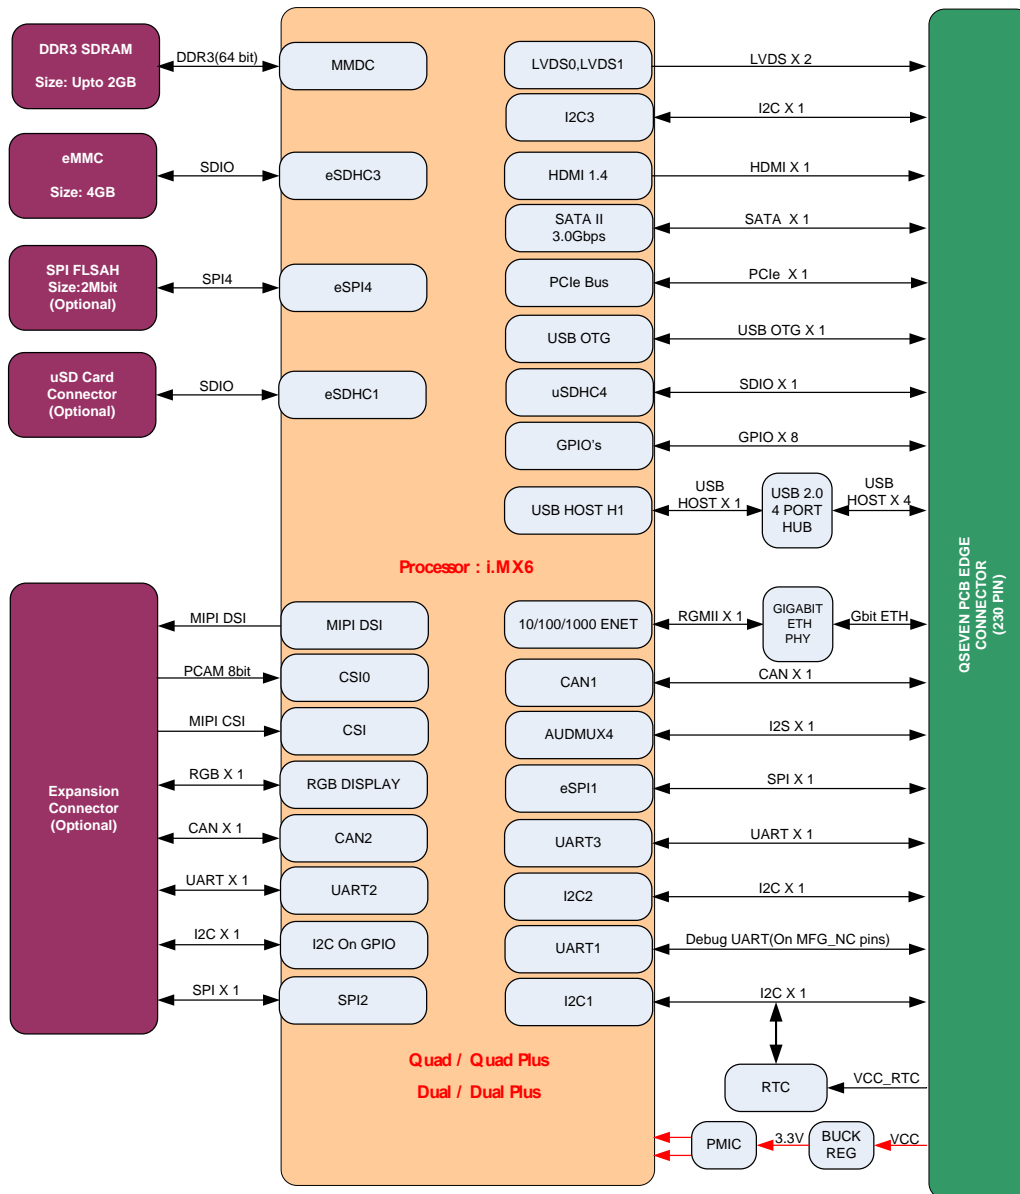 DDR3 SDRAM
Size: Upto 2GB
DDR3(64 bit)
MMDC
eMMC
Size: 4GB
SDIO
eSDHC3
SPI FLSAH
Size:2Mbit
(Optional)
SPI4
eSPI4
uSD Card
Connector
(Optional)
SDIO
eSDHC1
LVDS0,LVDS1
LVDS X 2
I2C3
I2C X 1
HDMI 1.4
HDMI X 1
SATA II
3.0Gbps
SATA X 1
PCIe Bus
PCIe X 1
USB OTG
USB OTG X 1
uSDHC4
SDIO X 1
GPIO's
GPIO X 8
USB HOST H1
USB
HOST X 1
USB 2.0
4 PORT
HUB
USB
HOST X 4
Processor : i.MX6
Expansion
Connector
(Optional)
MIPI DSI
MIPI DSI
PCAM 8bit
CSI0
MIPI CSI
CSI
RGB X 1
RGB DISPLAY
CAN X 1
CAN2
UART X 1
UART2
I2C X 1
I2C On GPIO
SPI X 1
SPI2
10/100/1000 ENET
RGMII X 1
GIGABIT
ETH
PHY
Gbit ETH
CAN1
CAN X 1
AUDMUX4
I2S X 1
eSPI1
SPI X 1
UART3
UART X 1
I2C2
I2C X 1
UART1
Debug UART(On MFG_NC pins)
I2C1
I2C X 1
Quad / Quad Plus
Dual / Dual Plus
RTC
VCC_RTC
PMIC
3.3V
BUCK
REG
VCC
QSEVEN PCB EDGE
CONNECTOR
(230 PIN)